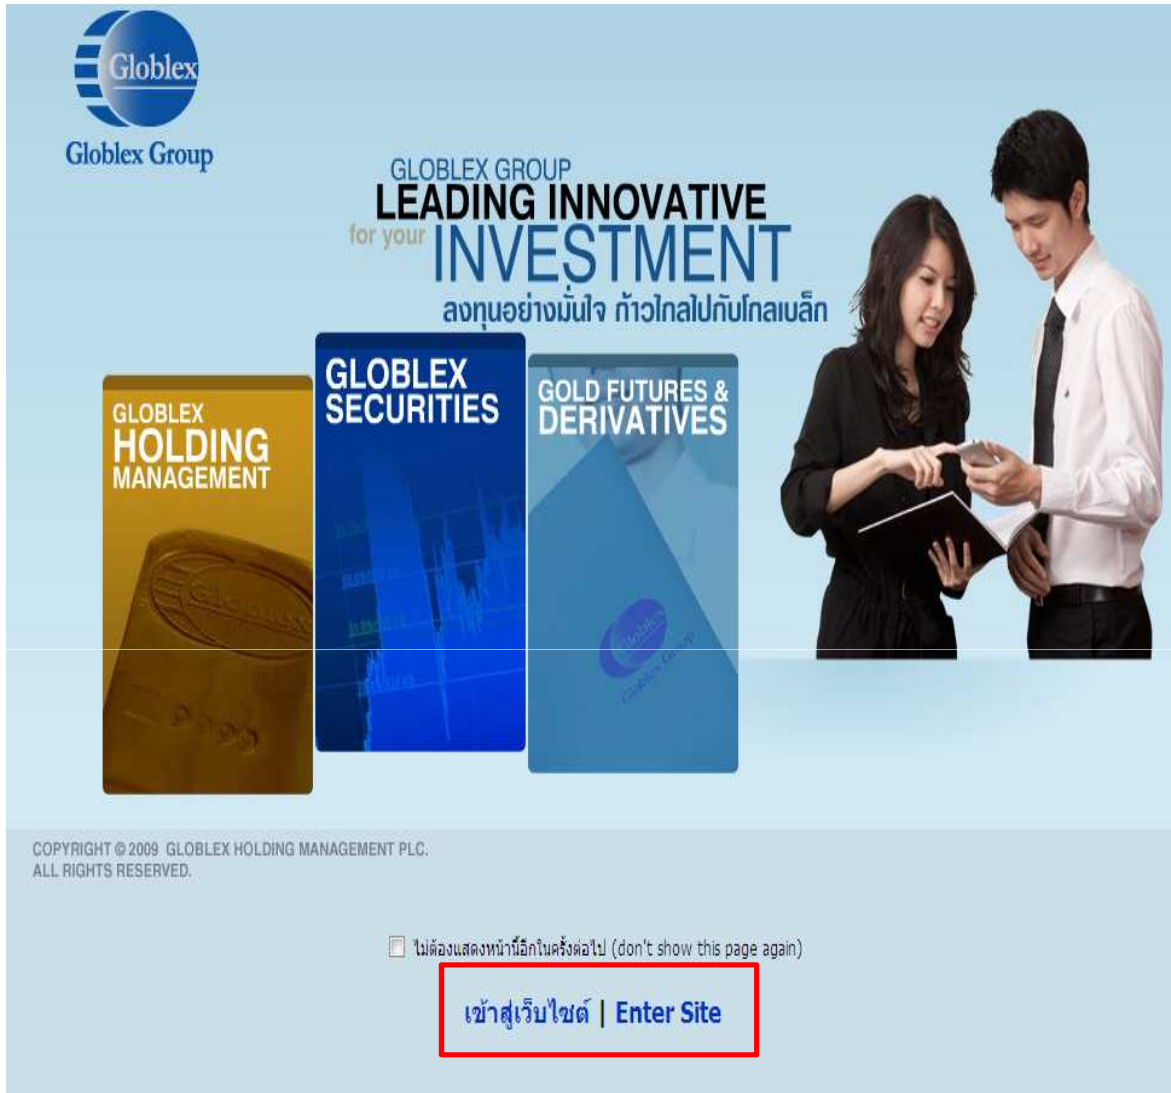 Globlex
Globlex Group
GLOBLEX GROUP
LEADING INNOVATIVE
for your INVESTMENT
ลงทุนอย่างมั่นใจ ก้าวไกลไปกับโกลเบล็ก
GLOBLEX
HOLDING
MANAGEMENT
GLOBLEX
SECURITIES
GOLD FUTURES &
DERIVATIVES
GLOBLEX
9999
Globlex
Globlex Group
COPYRIGHT © 2009 GLOBLEX HOLDING MANAGEMENT PLC.
ALL RIGHTS RESERVED.
ไม่ต้องแสดงหน้านี้อีกในครั้งต่อไป (don't show this page again)
เข้าสู่เว็บไซต์ | Enter Site